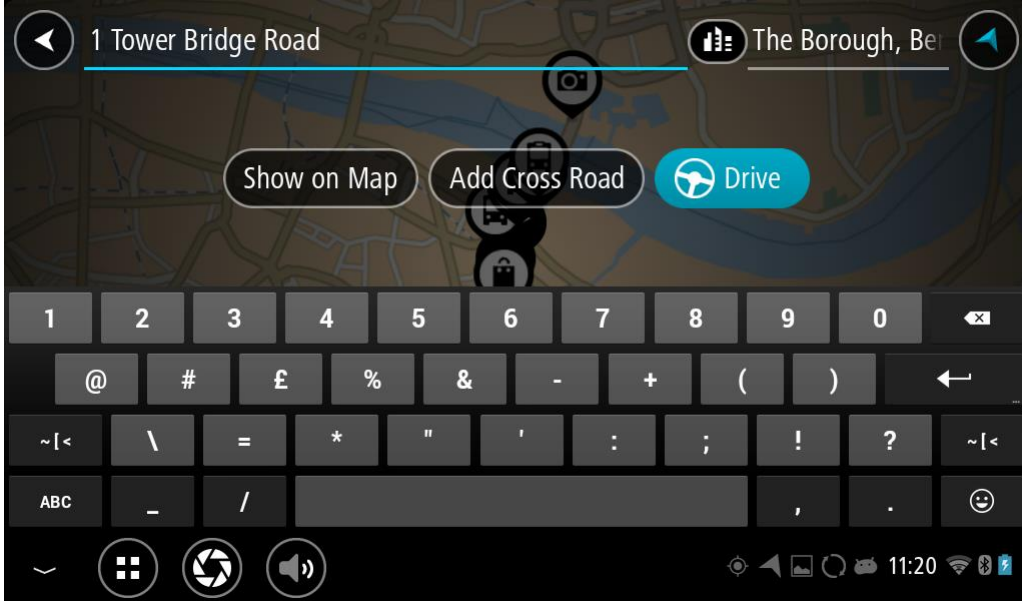 1 Tower Bridge Road The Borough, Ber
Show on Map Add Cross Road Drive
1 2 3 4 5 6 7 8 9 0
@ # £ % & - + ( )
~ [ < \ = * " ' : ; ! ? ~ [ <
ABC _ / , .
11:20